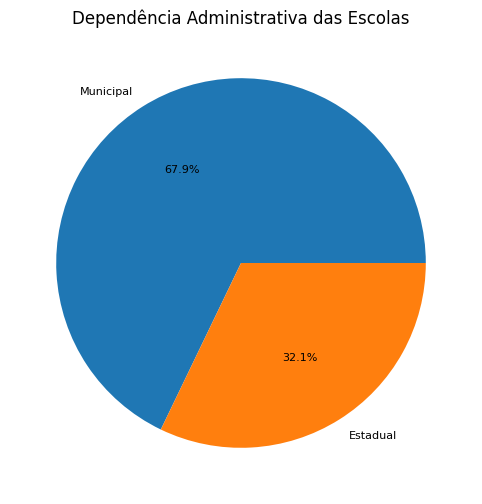 Dependência Administrativa das Escolas
Municipal
67.9%
32.1%
Estadual